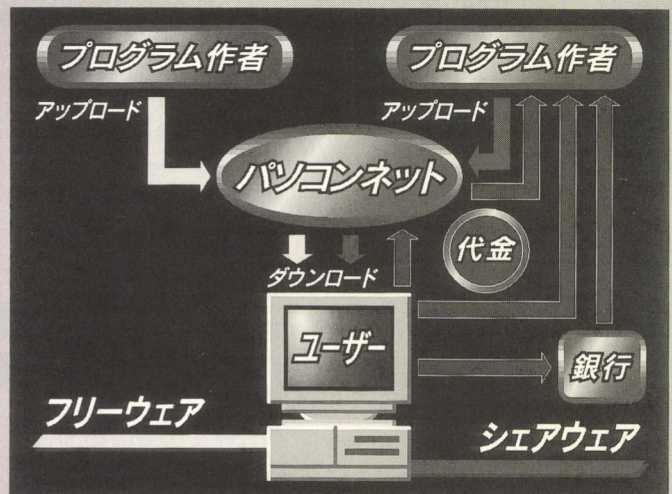 プログラム作者
プログラム作者
アップロード
アップロード
パソコンネット
代金
ダウンロード
ユーザー
銀行
フリーウェア
シェアウェア